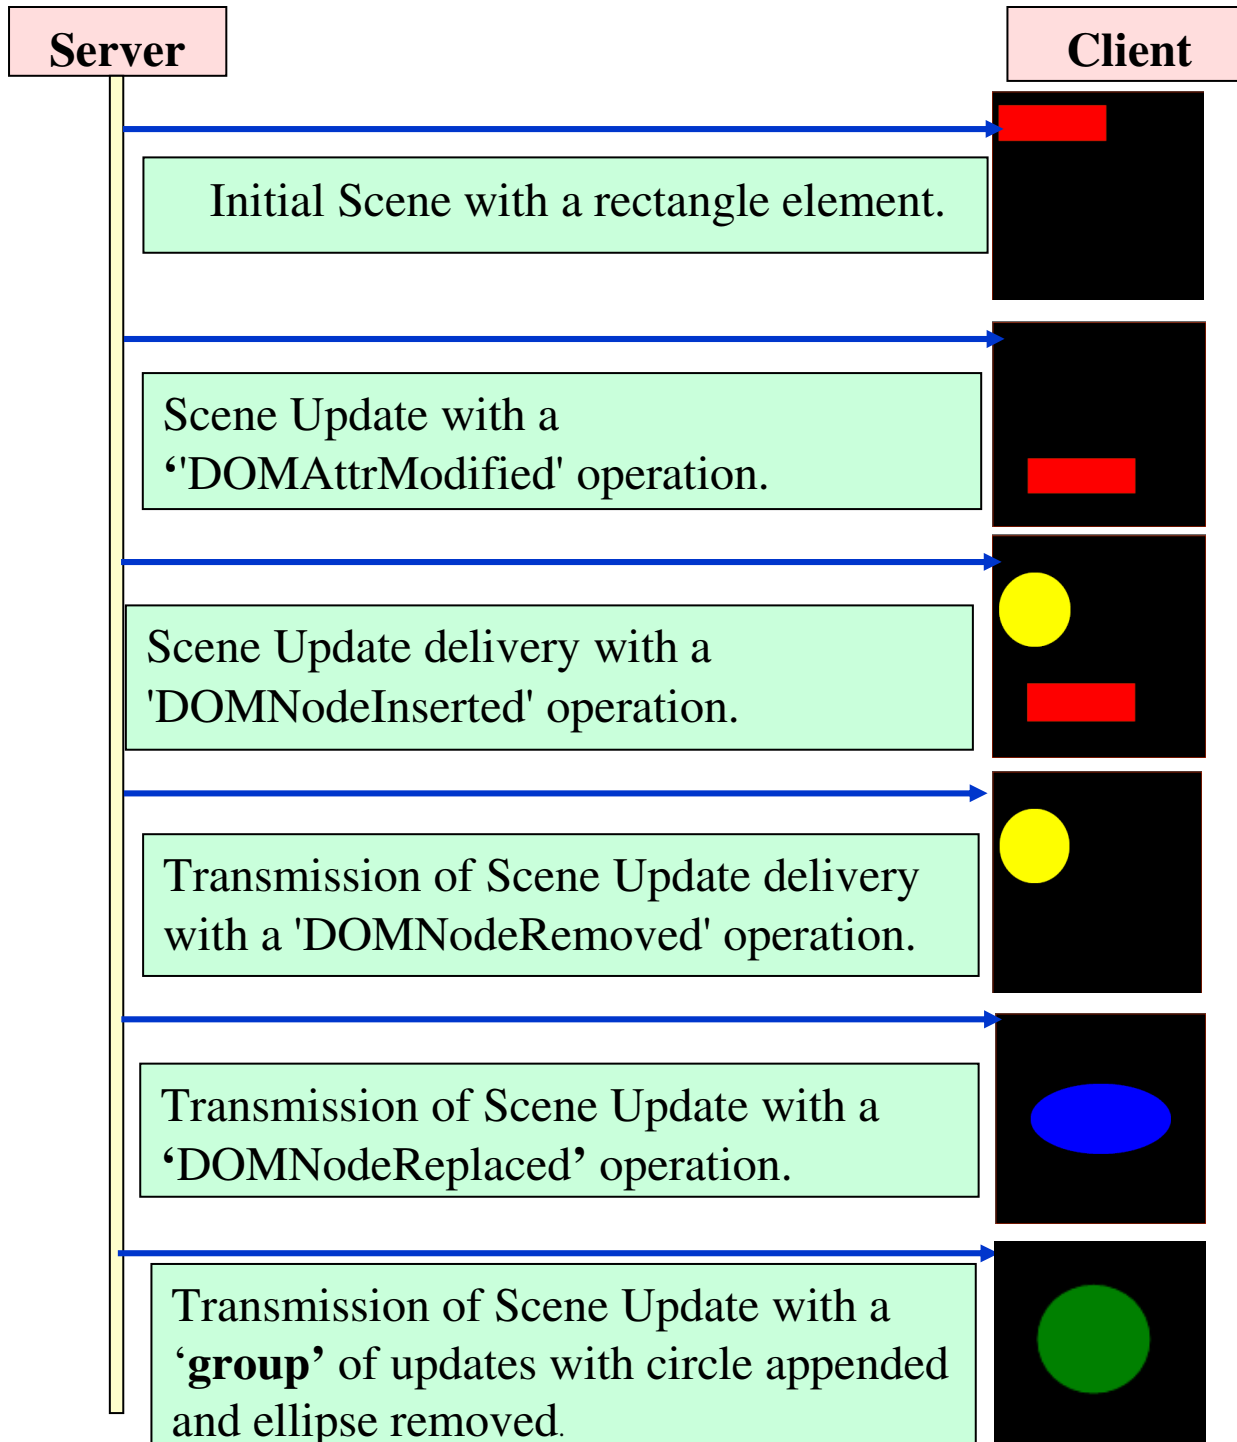 Server
Client
Initial Scene with a rectangle element.
Scene Update with a
‘'DOMAttrModified' operation.
Scene Update delivery with a
'DOMNodeInserted' operation.
Transmission of Scene Update delivery
with a 'DOMNodeRemoved' operation.
Transmission of Scene Update with a
‘DOMNodeReplaced’ operation.
Transmission of Scene Update with a
‘group’ of updates with circle appended
and ellipse removed.